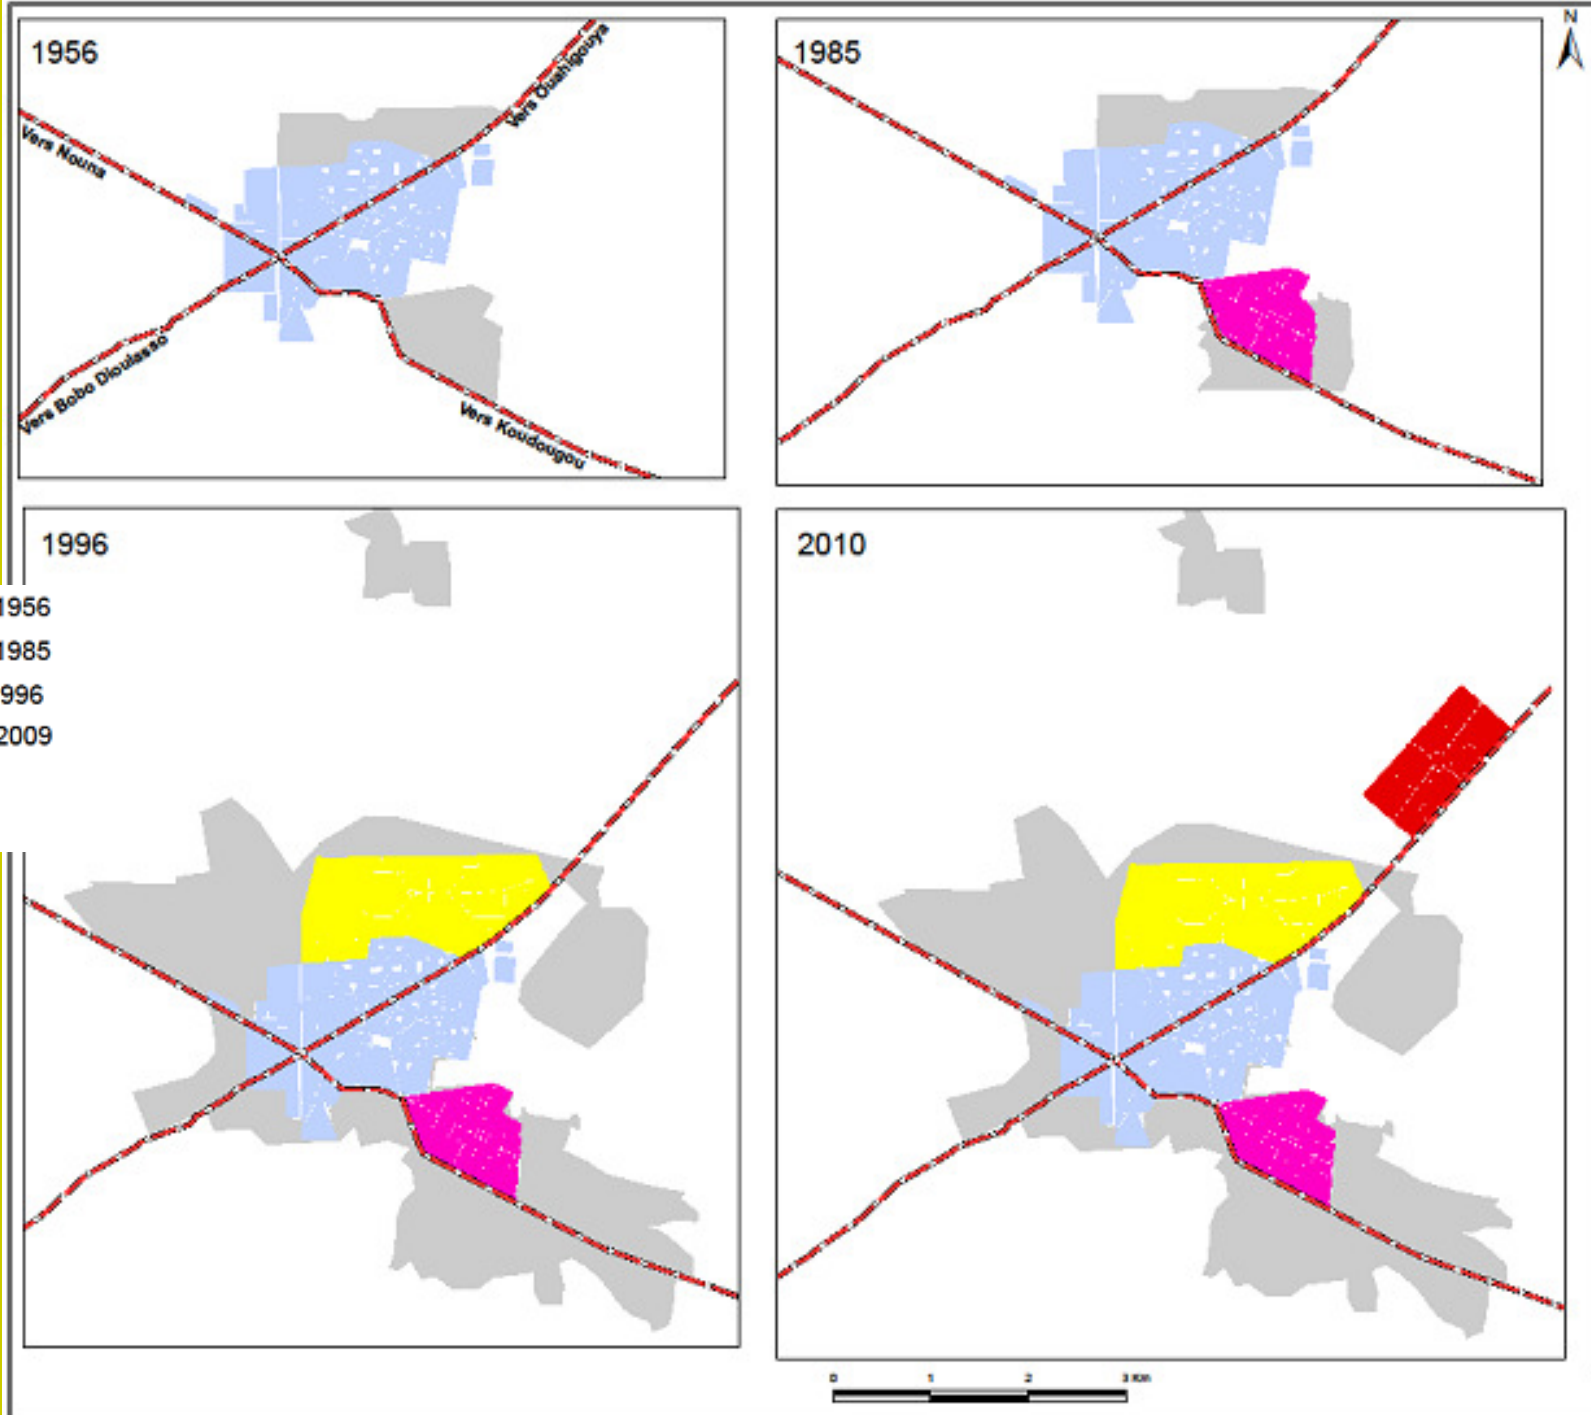 1956
1985
N
Vers Nouna
Vers Ouahigouya
Vers Bobo Dioulasso
Vers Koudougou
1996
2010
1956
1985
996
2009
0 1 2 3 Km